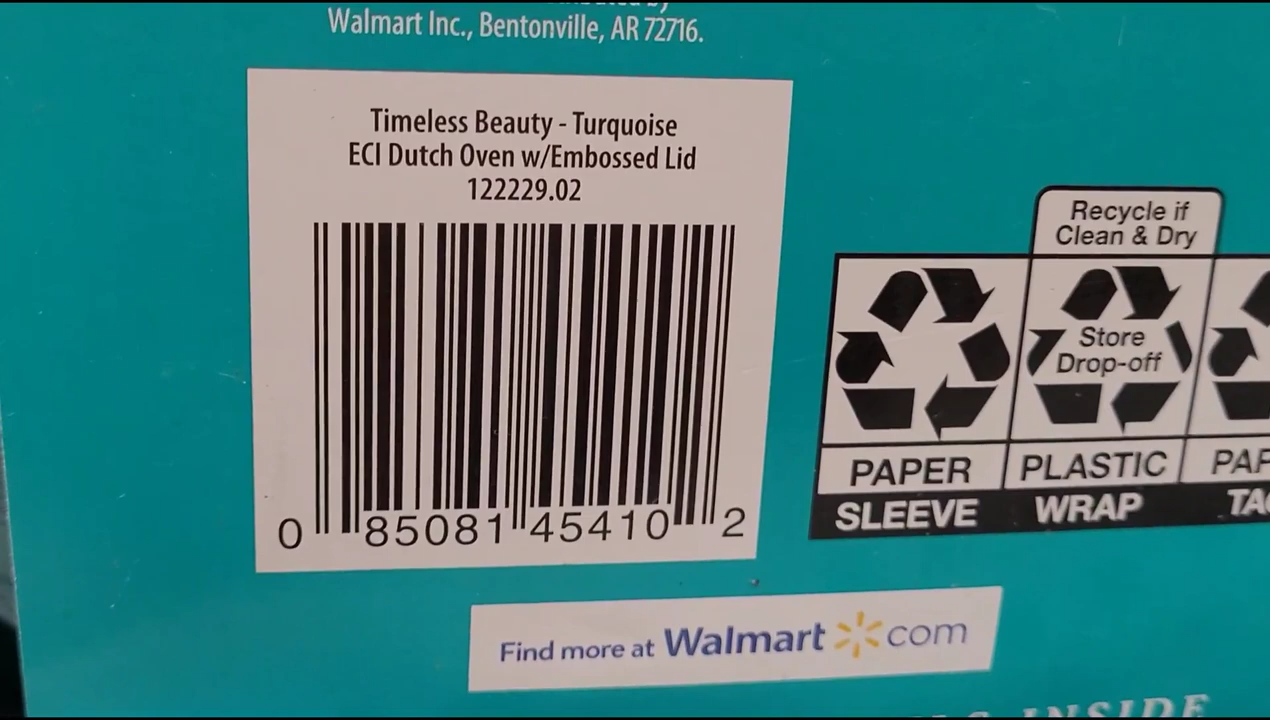 Walmart Inc., Bentonville, AR 72716.
Timeless Beauty - Turquoise
ECI Dutch Oven w/Embossed Lid
122229.02
0 85081 45410 2
Recycle if
Clean & Dry
Store
Drop-off
PAPER
PLASTIC
SLEEVE
WRAP
Find more at Walmart com
INSIDE